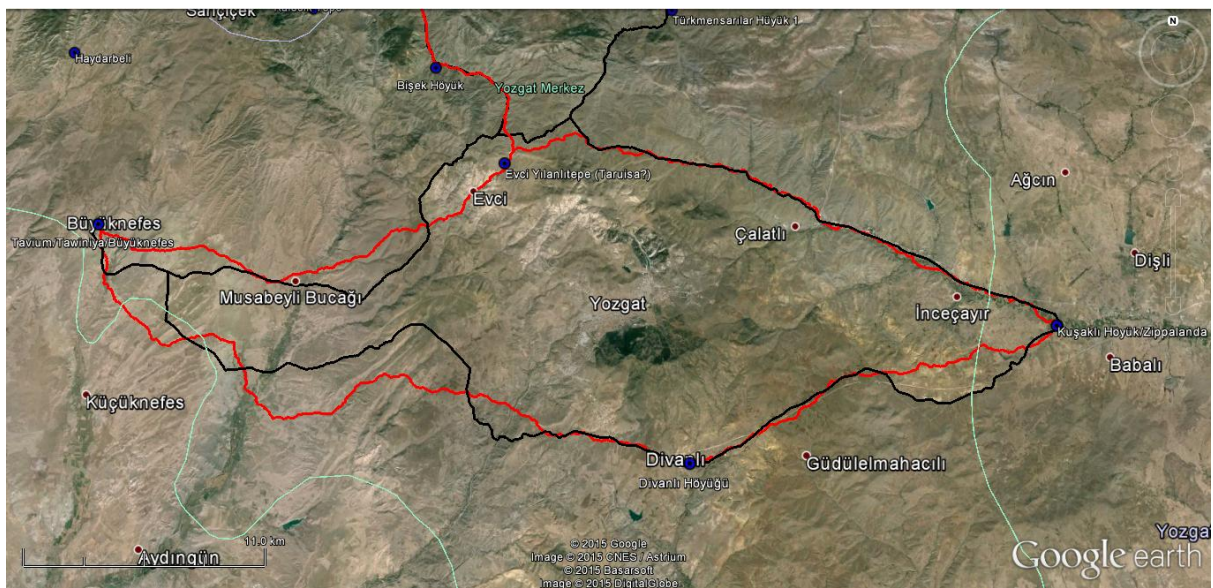 Sarıçiçek
Türkmensarılar Hüyük 1
N
Haydarbeli
Bişek Höyük
Yozgat Merkez
Evci Yılanlıtepe (Taruisa?)
Evci
Ağcın
Büyüknefes
Tavium/Tawiniya/Büyüknefes
Çalatlı
Dişli
Musabeyli Bucağı
Yozgat
İnceçayır
Kuşaklı Höyük/Zippalanda
Babalı
Küçüknefes
Divanlı
Güdülelmahacılı
Divanlı Höyüğü
Yozgat
11.0 km
Aydıngün
© 2015 Google
Image © 2015 CNES / Astrium
© 2015 Basarsoft
Image © 2015 DigitalGlobe
Google earth